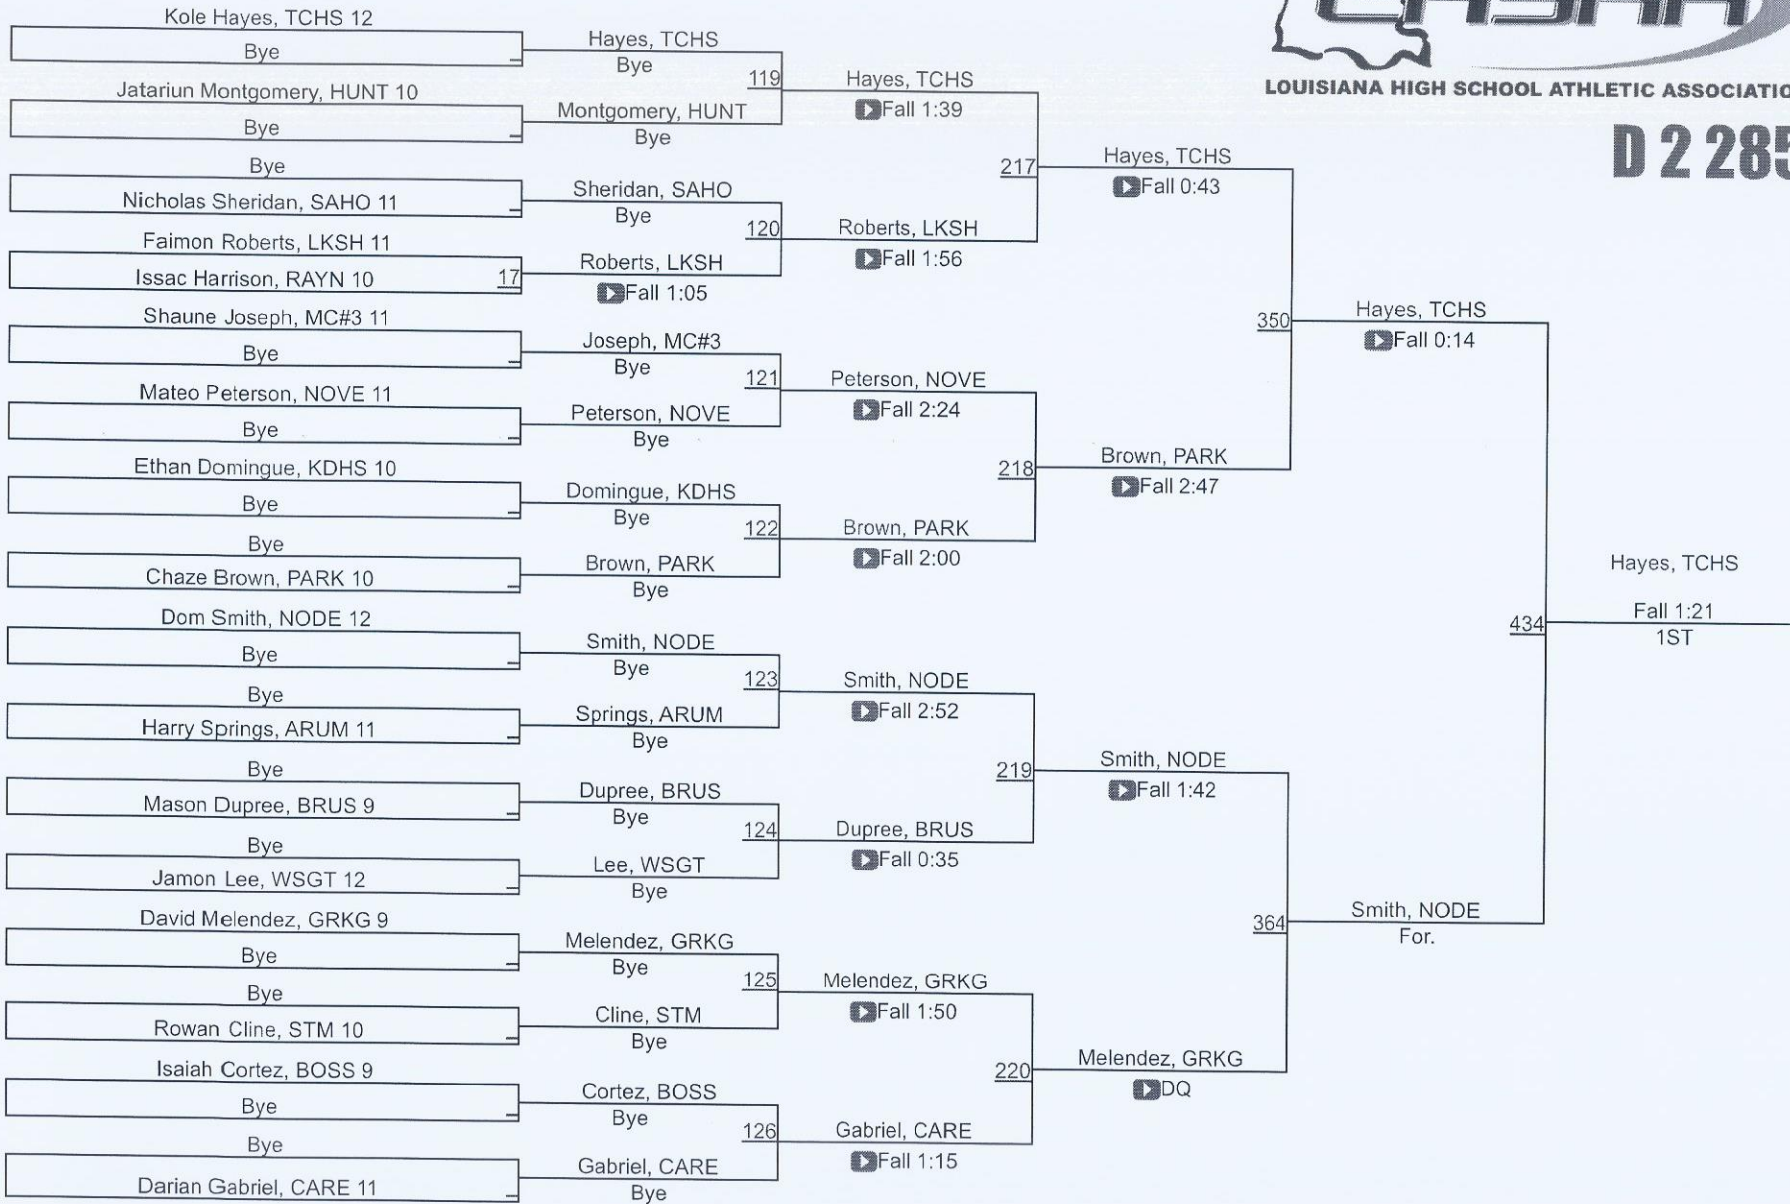 LHSAA
LOUISIANA HIGH SCHOOL ATHLETIC ASSOCIATIO
D 2 285
Kole Hayes, TCHS 12
Bye
Jatariun Montgomery, HUNT 10
Bye
Bye
Nicholas Sheridan, SAHO 11
Faimon Roberts, LKSH 11
Issac Harrison, RAYN 10
17
Shaune Joseph, MC#3 11
Bye
Mateo Peterson, NOVE 11
Bye
Ethan Domingue, KDHS 10
Bye
Bye
Chaze Brown, PARK 10
Dom Smith, NODE 12
Bye
Bye
Harry Springs, ARUM 11
Bye
Mason Dupree, BRUS 9
Bye
Jamon Lee, WSGT 12
David Melendez, GRKG 9
Bye
Bye
Rowan Cline, STM 10
Isaiah Cortez, BOSS 9
Bye
Bye
Darian Gabriel, CARE 11
Hayes, TCHS
Bye
119
Montgomery, HUNT
Bye
Sheridan, SAHO
Bye
120
Roberts, LKSH
Fall 1:05
Joseph, MC#3
Bye
121
Peterson, NOVE
Bye
Domingue, KDHS
Bye
122
Brown, PARK
Bye
Smith, NODE
Bye
123
Springs, ARUM
Bye
Dupree, BRUS
Bye
124
Lee, WSGT
Bye
Melendez, GRKG
Bye
125
Cline, STM
Bye
Cortez, BOSS
Bye
126
Gabriel, CARE
Bye
Hayes, TCHS
Fall 1:39
217
Roberts, LKSH
Fall 1:56
Peterson, NOVE
Fall 2:24
218
Brown, PARK
Fall 2:00
Smith, NODE
Fall 2:52
219
Dupree, BRUS
Fall 0:35
Melendez, GRKG
Fall 1:50
220
Gabriel, CARE
Fall 1:15
Hayes, TCHS
Fall 0:43
350
Brown, PARK
Fall 2:47
Smith, NODE
Fall 1:42
364
Melendez, GRKG
DQ
Hayes, TCHS
Fall 0:14
434
Smith, NODE
For.
Hayes, TCHS
Fall 1:21
1ST